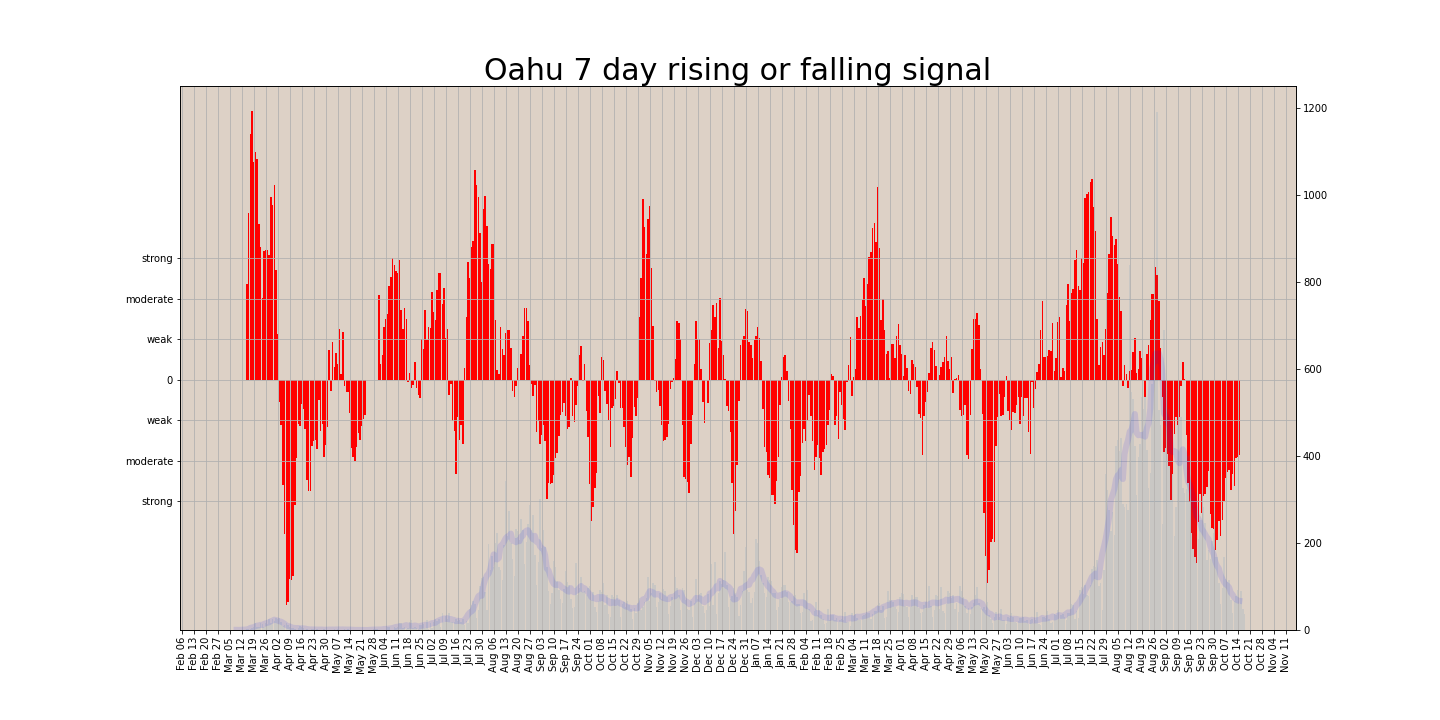 Oahu 7 day rising or falling signal
strong
moderate
weak
0
weak
moderate
strong
1200
1000
800
600
400
200
0
Feb 06
Feb 13
Feb 20
Feb 27
Mar 05
Mar 12
Mar 19
Mar 26
Apr 02
Apr 09
Apr 16
Apr 23
Apr 30
May 07
May 14
May 21
May 28
Jun 04
Jun 11
Jun 18
Jun 25
Jul 02
Jul 09
Jul 16
Jul 23
Jul 30
Aug 06
Aug 13
Aug 20
Aug 27
Sep 03
Sep 10
Sep 17
Sep 24
Oct 01
Oct 08
Oct 15
Oct 22
Oct 29
Nov 05
Nov 12
Nov 19
Nov 26
Dec 03
Dec 10
Dec 17
Dec 24
Dec 31
Jan 07
Jan 14
Jan 21
Jan 28
Feb 04
Feb 11
Feb 18
Feb 25
Mar 04
Mar 11
Mar 18
Mar 25
Apr 01
Apr 08
Apr 15
Apr 22
Apr 29
May 06
May 13
May 20
May 27
Jun 03
Jun 10
Jun 17
Jun 24
Jul 01
Jul 08
Jul 15
Jul 22
Jul 29
Aug 05
Aug 12
Aug 19
Aug 26
Sep 02
Sep 09
Sep 16
Sep 23
Sep 30
Oct 07
Oct 14
Oct 21
Oct 28
Nov 04
Nov 11